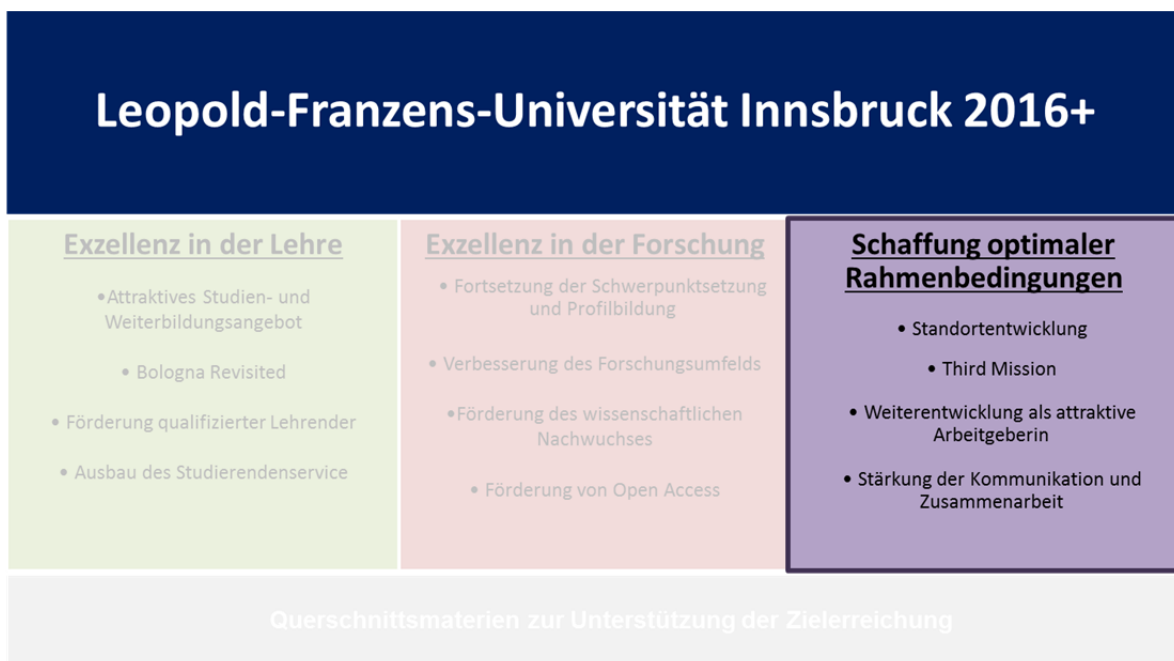 Leopold-Franzens-Universität Innsbruck 2016+
Exzellenz in der Lehre
•Attraktives Studien- und
Weiterbildungsangebot
• Bologna Revisited
• Förderung qualifizierter Lehrender
• Ausbau des Studierendenservice
Exzellenz in der Forschung
• Fortsetzung der Schwerpunktsetzung
und Profilbildung
• Verbesserung des Forschungsumfelds
•Förderung des wissenschaftlichen
Nachwuchses
• Förderung von Open Access
Schaffung optimaler
Rahmenbedingungen
• Standortentwicklung
• Third Mission
• Weiterentwicklung als attraktive
Arbeitgeberin
• Stärkung der Kommunikation und
Zusammenarbeit
Querschnittsmaterien zur Unterstützung der Zielerreichung